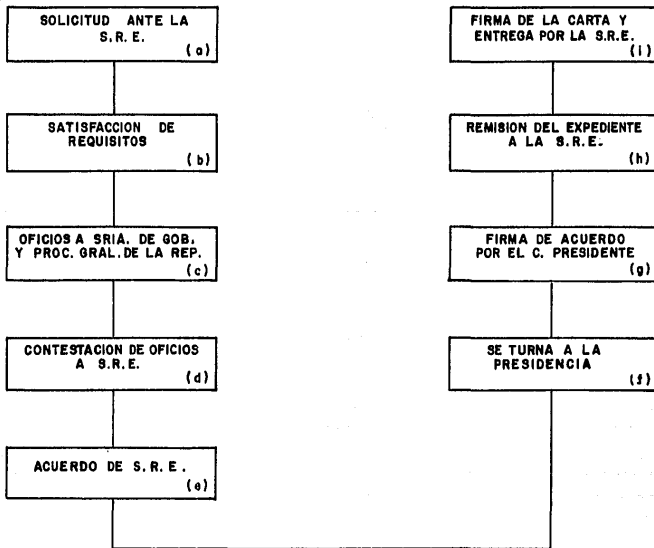 SOLICITUD ANTE LA
S.R.E.
(a)
SATISFACCION DE
REQUISITOS
(b)
OFICIOS A SRIA. DE GOB.
Y PROC. GRAL. DE LA REP.
(c)
CONTESTACION DE OFICIOS
A S.R.E.
(d)
ACUERDO DE S.R.E.
(e)
SE TURNA A LA
PRESIDENCIA
(f)
FIRMA DE ACUERDO
POR EL C. PRESIDENTE
(g)
REMISION DEL EXPEDIENTE
A LA S.R.E.
(h)
FIRMA DE LA CARTA Y
ENTREGA POR LA S.R.E.
(i)